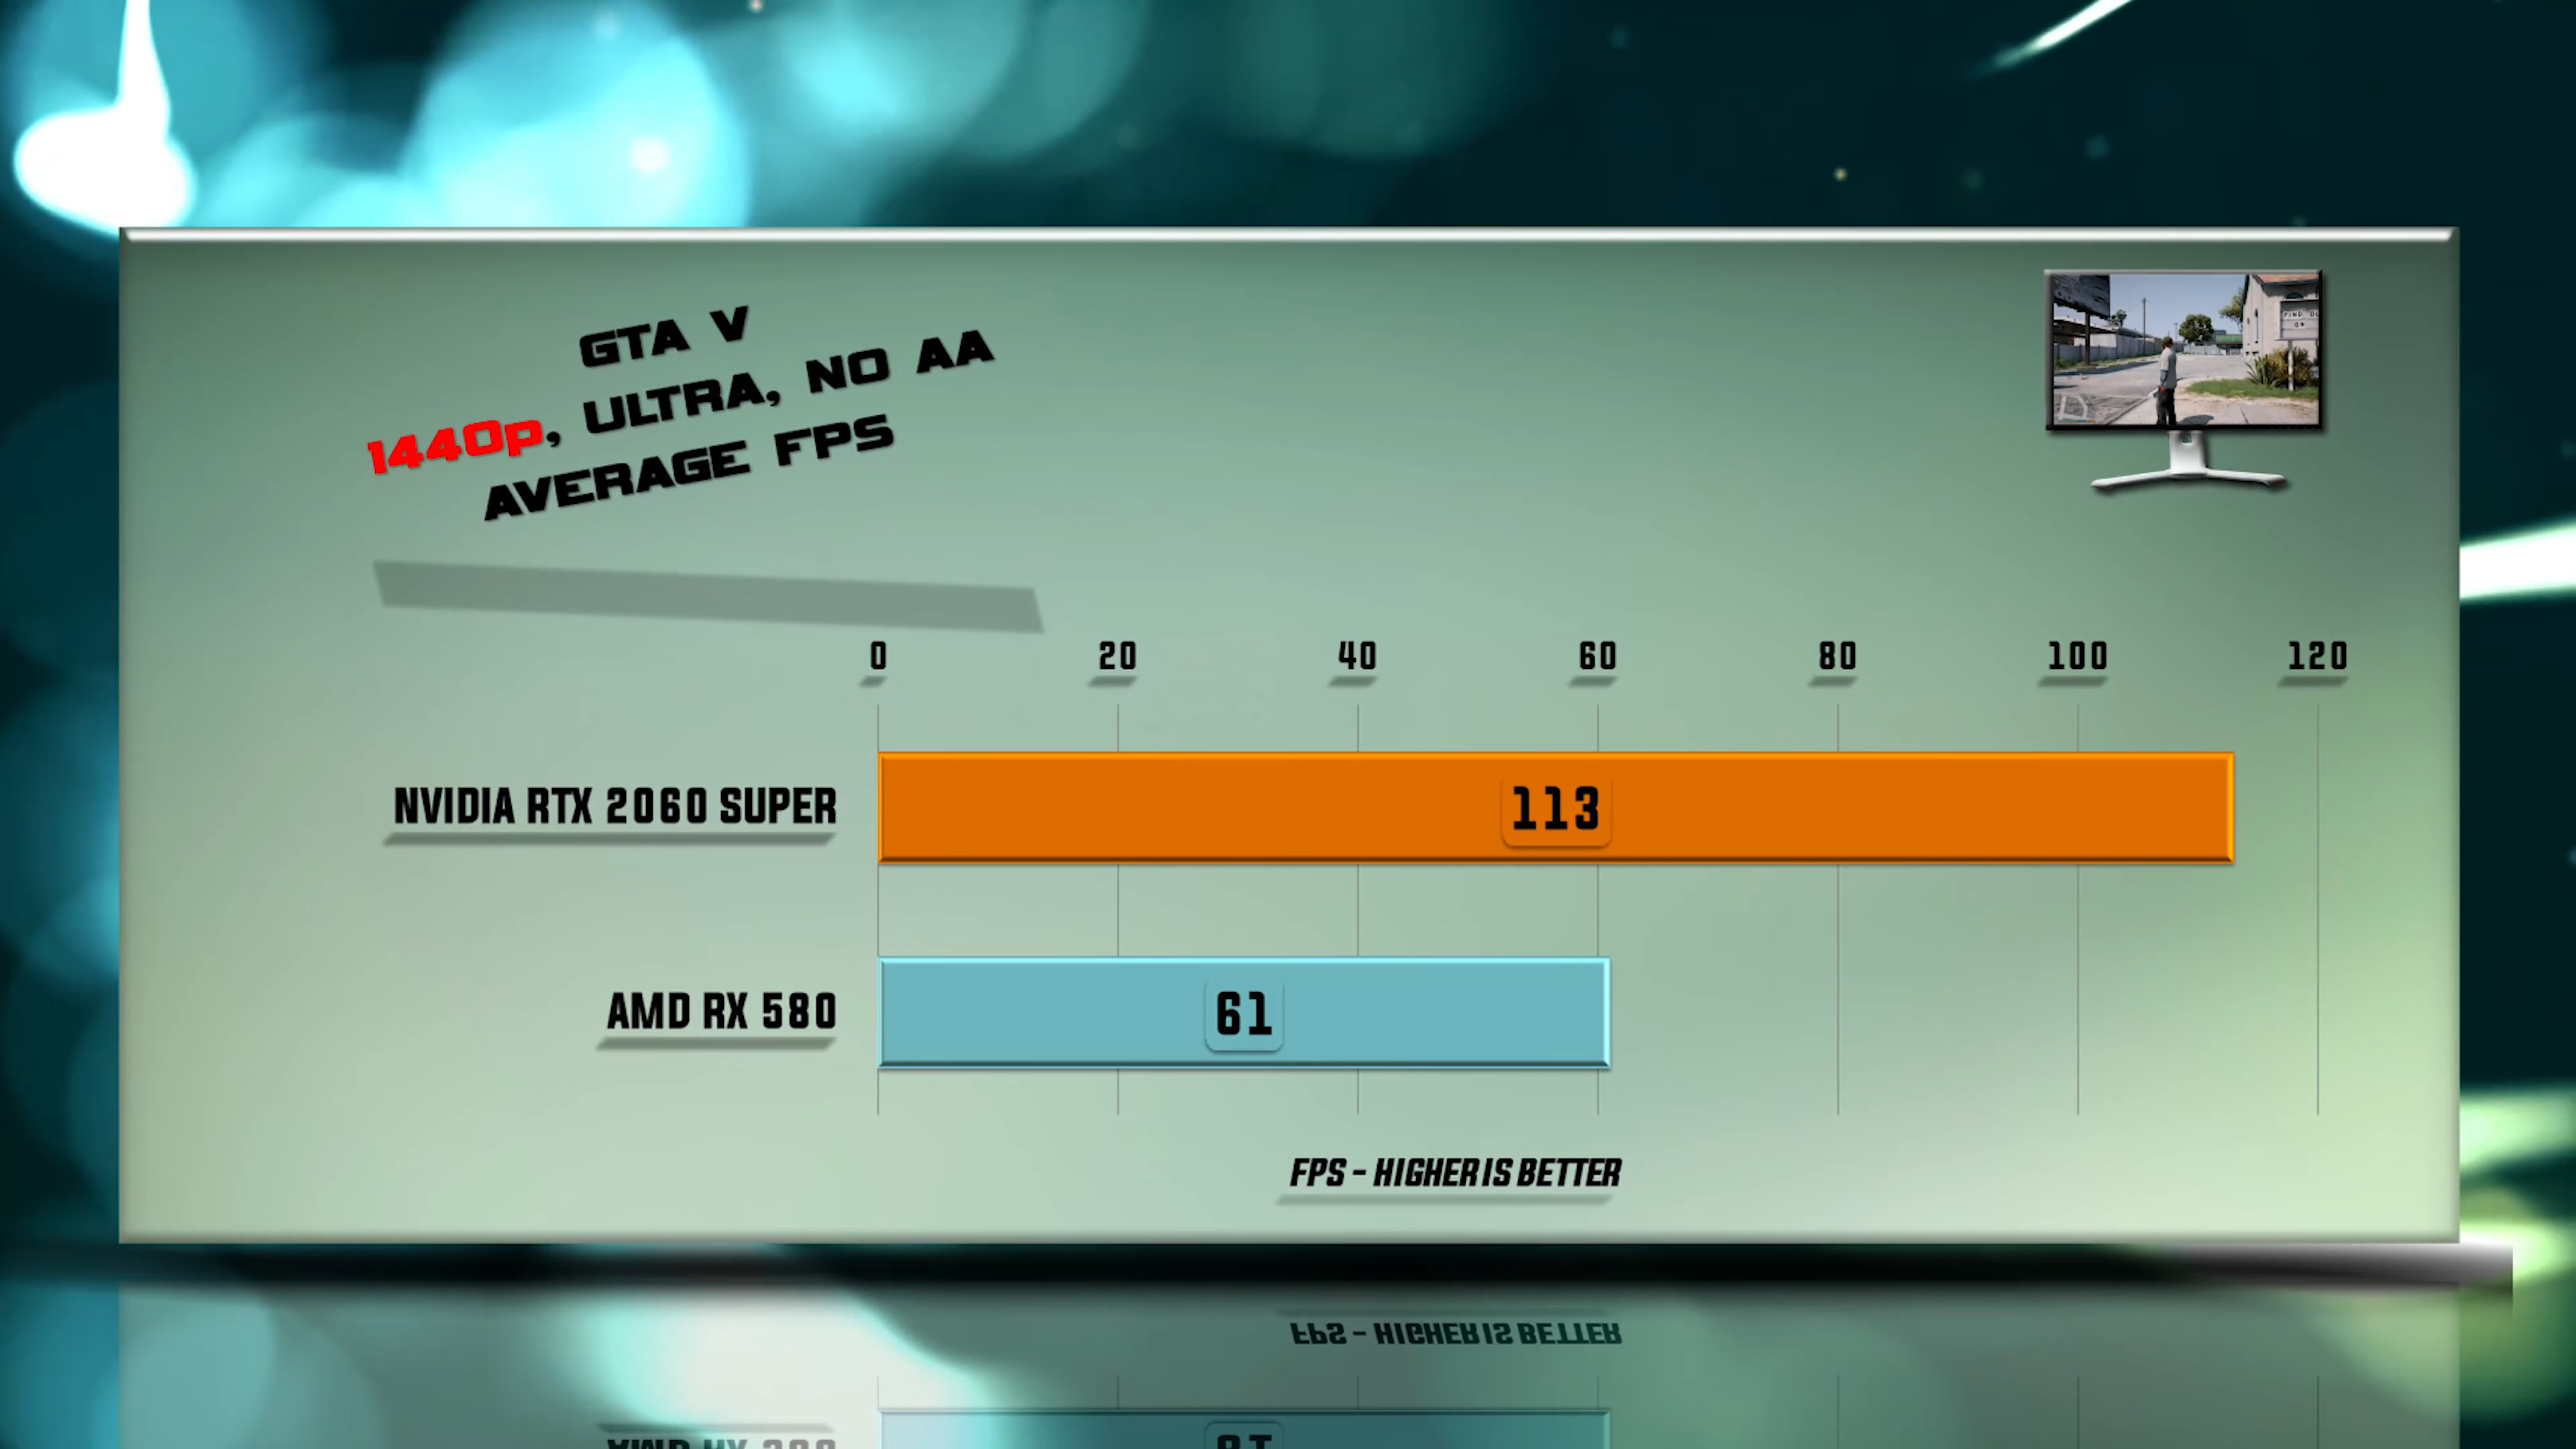 GTA V
1440p, ULTRA, NO AA
AVERAGE FPS
0 20 40 60 80 100 120
NVIDIA RTX 2060 SUPER 113
AMD RX 580 61
FPS - HIGHER IS BETTER